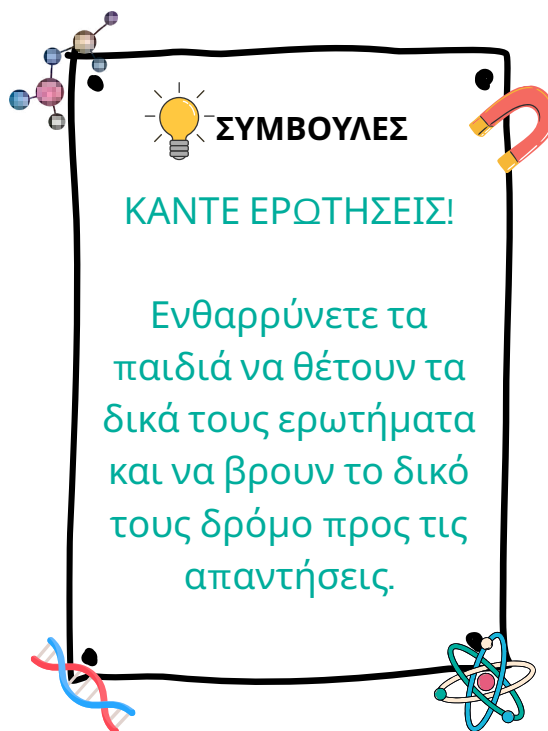 ΣΥΜΒΟΥΛΕΣ
ΚΑΝΤΕ ΕΡΩΤΗΣΕΙΣ!
Ενθαρρύνετε τα
παιδιά να θέτουν τα
δικά τους ερωτήματα
και να βρουν το δικό
τους δρόμο προς τις
απαντήσεις.